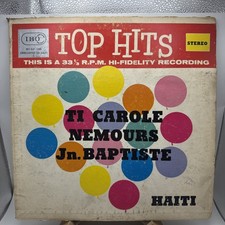 IBO
TOP HITS
STEREO
THIS IS A 33⅓ R.P.M. HI-FIDELITY RECORDING
TI CAROLE
NEMOURS
Jn. BAPTISTE
HAITI